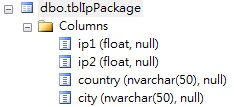 dbo.tblIpPackage
Columns
ip1 (float, null)
ip2 (float, null)
country (nvarchar(50), null)
city (nvarchar(50), null)